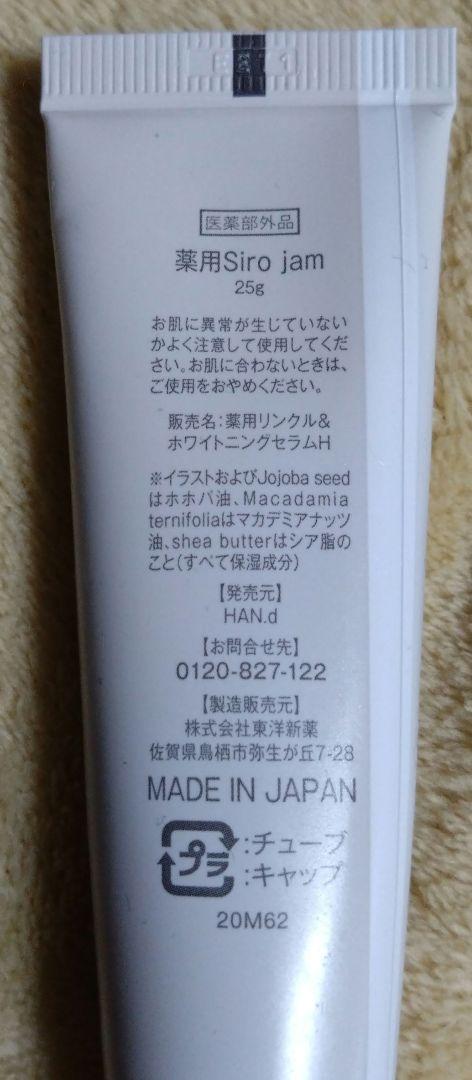 医薬部外品
薬用Siro jam
25g
お肌に異常が生じていない
かよく注意して使用してくだ
さい。お肌に合わないときは、
ご使用をおやめください。
販売名:薬用リンクル&
ホワイトニングセラムH
※イラストおよびJojoba seed
はホホバ油、Macadamia
ternifoliaはマカデミアナッツ
油、shea butterはシア脂の
こと(すべて保湿成分)
【発売元】
HAN.d
【お問合せ先】
0120-827-122
【製造販売元】
株式会社東洋新薬
佐賀県鳥栖市弥生が丘7-28
MADE IN JAPAN
プラ:チューブ
:キャップ
20M62